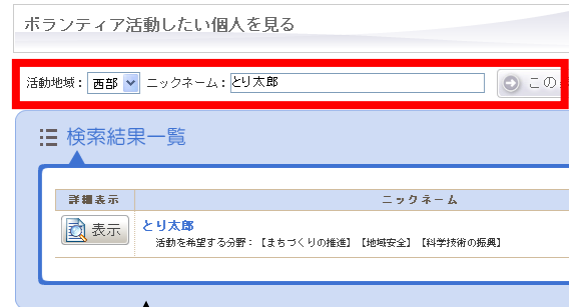 ボランティア活動したい個人を見る
活動地域： 西部 ニックネーム：とり太郎 この
検索結果一覧
詳細表示 ニックネーム
表示 とり太郎
活動を希望する分野：【まちづくりの推進】【地域安全】【科学技術の振興】